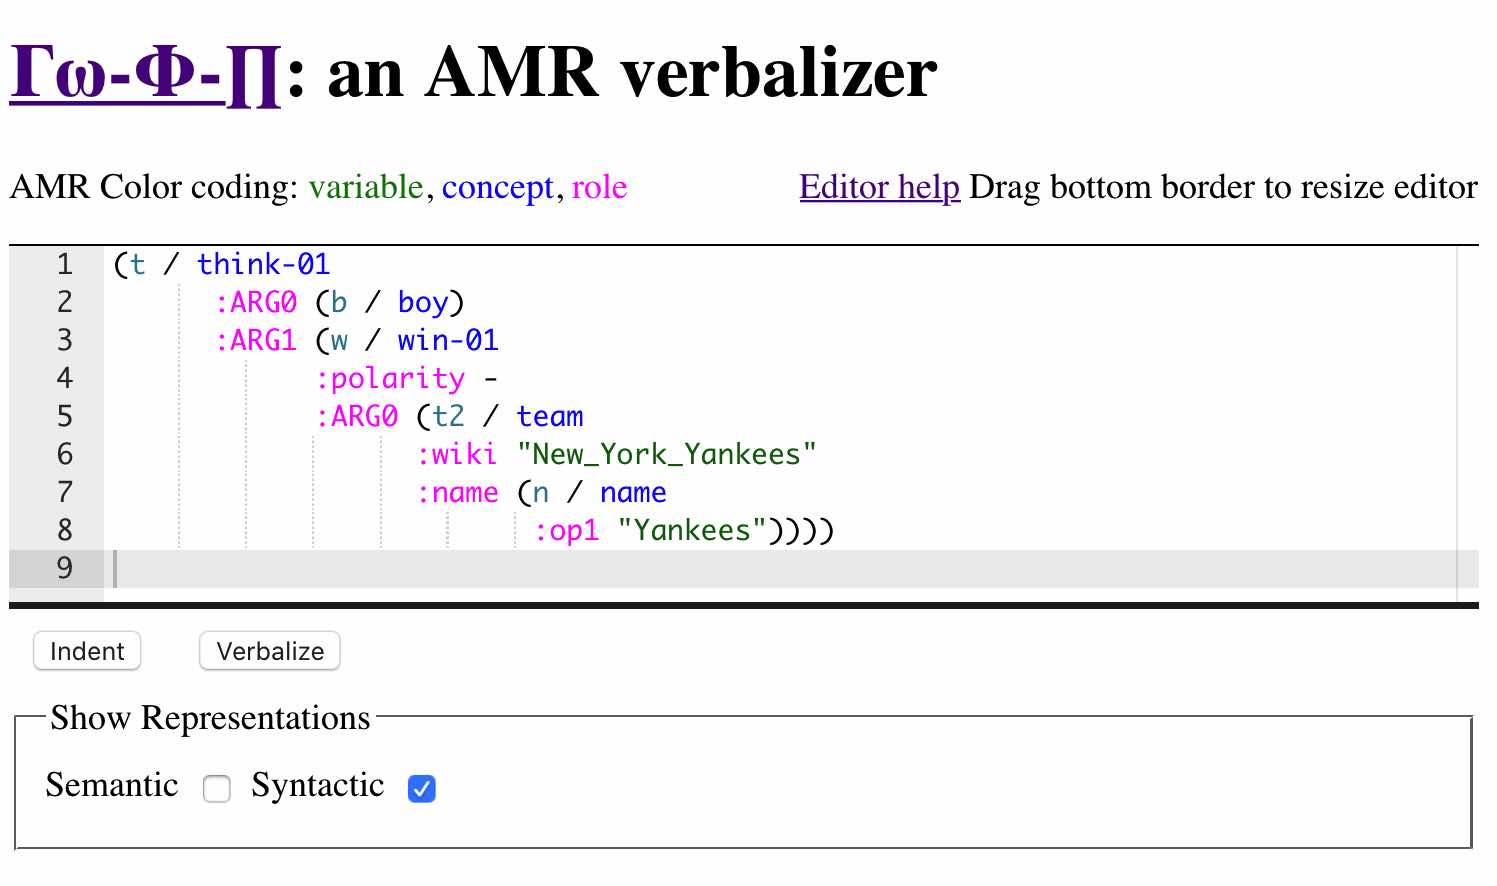 Γω-Φ-∏: an AMR verbalizer
AMR Color coding: variable, concept, role Editor help Drag bottom border to resize editor
1 (t / think-01
2 :ARG0 (b / boy)
3 :ARG1 (w / win-01
4 :polarity -
5 :ARG0 (t2 / team
6 :wiki "New_York_Yankees"
7 :name (n / name
8 :op1 "Yankees"))))
9
Indent Verbalize
Show Representations
Semantic Syntactic